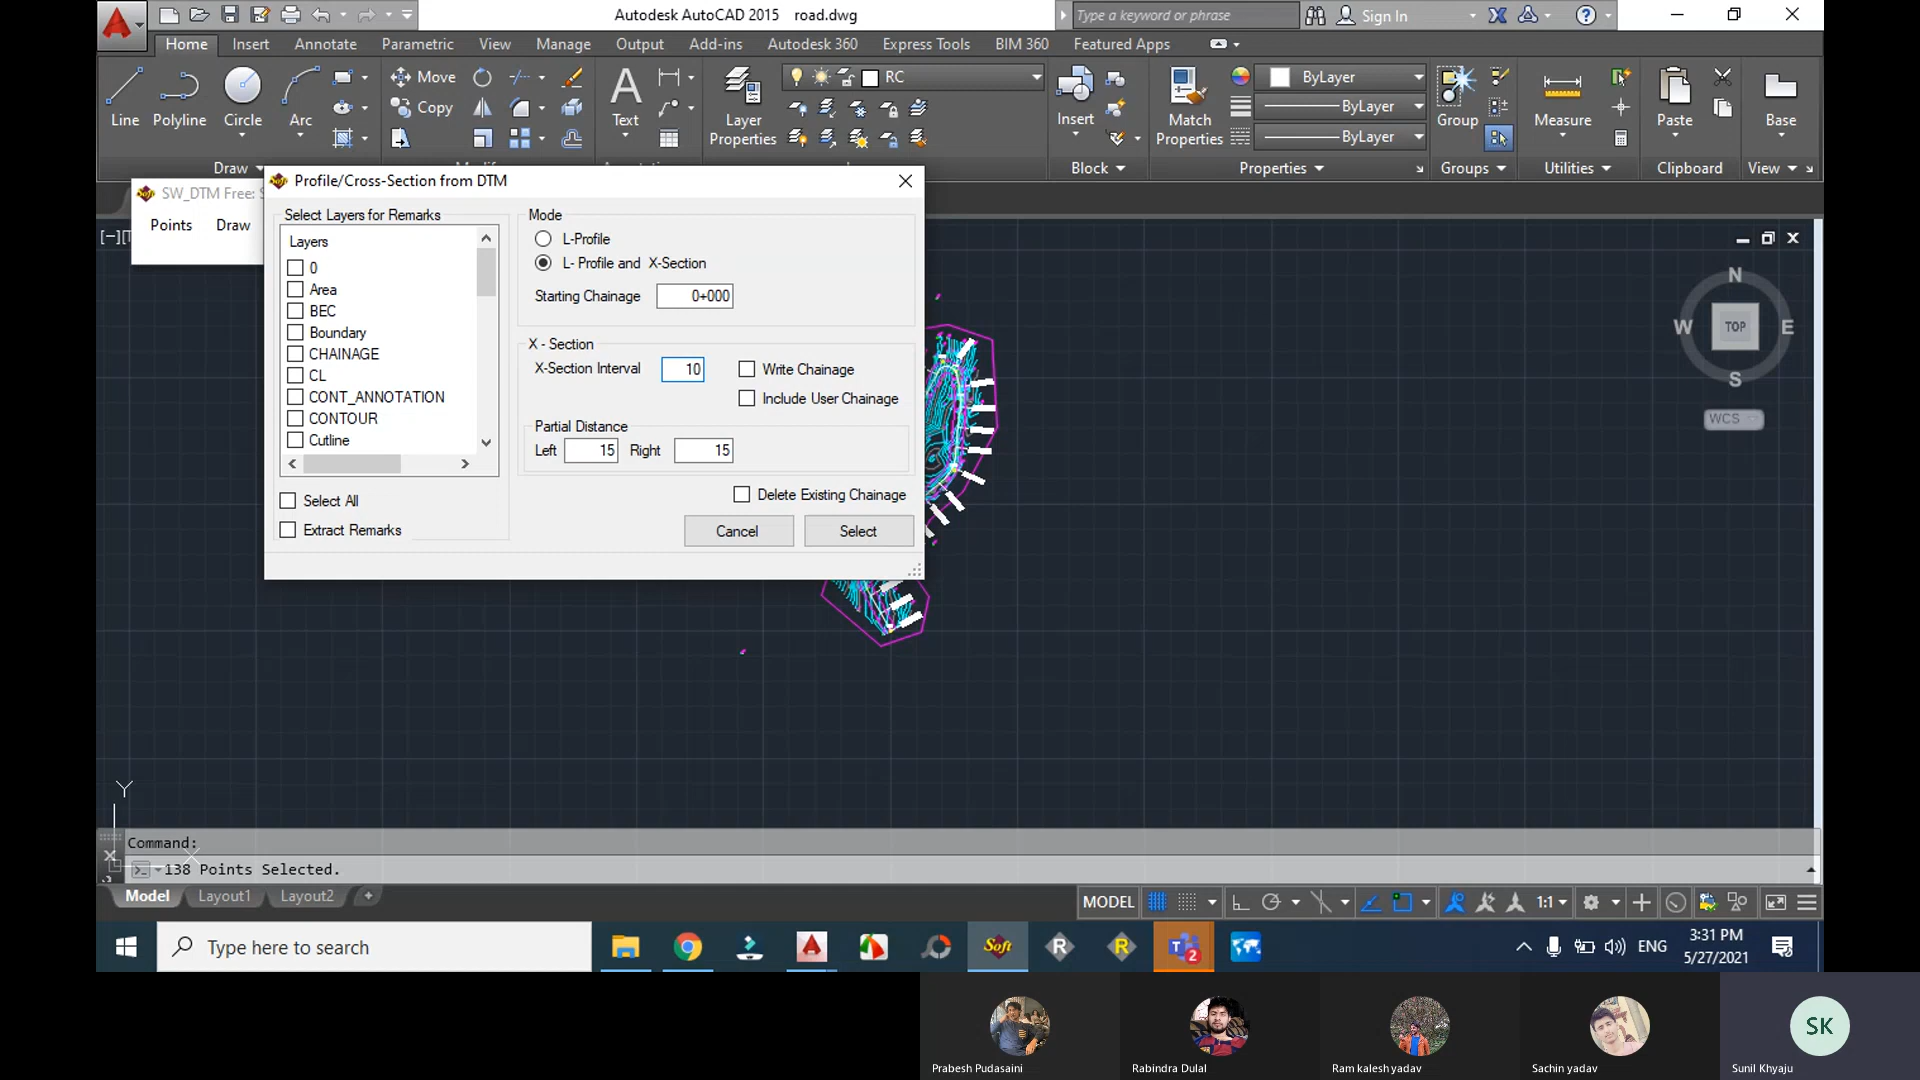 Autodesk AutoCAD 2015 road.dwg
Type a keyword or phrase
Sign In
Home Insert Annotate Parametric View Manage Output Add-ins Autodesk 360 Express Tools BIM 360 Featured Apps
Line Polyline Circle Arc
Move
Copy
Text
Layer Properties
RC
Insert
Match Properties
ByLayer
ByLayer
ByLayer
Group
Measure
Paste
Base
Draw
Block Properties Groups Utilities Clipboard View
SW_DTM Free:
Points Draw
Profile/Cross-Section from DTM
Select Layers for Remarks
Layers
0
Area
BEC
Boundary
CHAINAGE
CL
CONT_ANNOTATION
CONTOUR
Cutline
Select All
Extract Remarks
Mode
L-Profile
L- Profile and X-Section
Starting Chainage 0+000
X - Section
X-Section Interval 10
Write Chainage
Include User Chainage
Partial Distance
Left 15 Right 15
Delete Existing Chainage
Cancel Select
N
W TOP E
S
WCS
Y
Command:
138 Points Selected.
Model Layout1 Layout2 +
MODEL 1:1
Type here to search
Soft
R
R
2
ENG
3:31 PM
5/27/2021
SK
Prabesh Pudasaini Rabindra Dulal Ram kalesh yadav Sachin yadav Sunil Khyaju